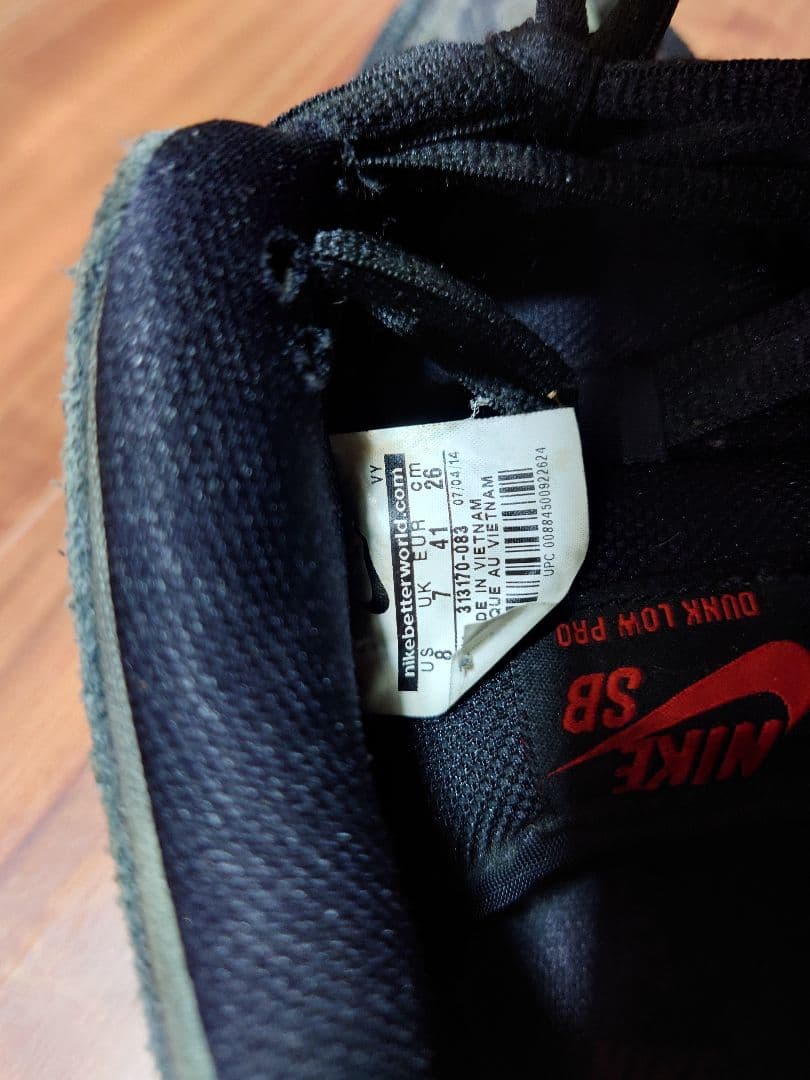 VY
nikebetterworld.com
US UK EUR cm
8 7 41 26
313170-083 07/04/14
DE IN VIETNAM
QUE AU VIETNAM
UPC 00884500922624
DUNK LOW PRO
SB
NIKE